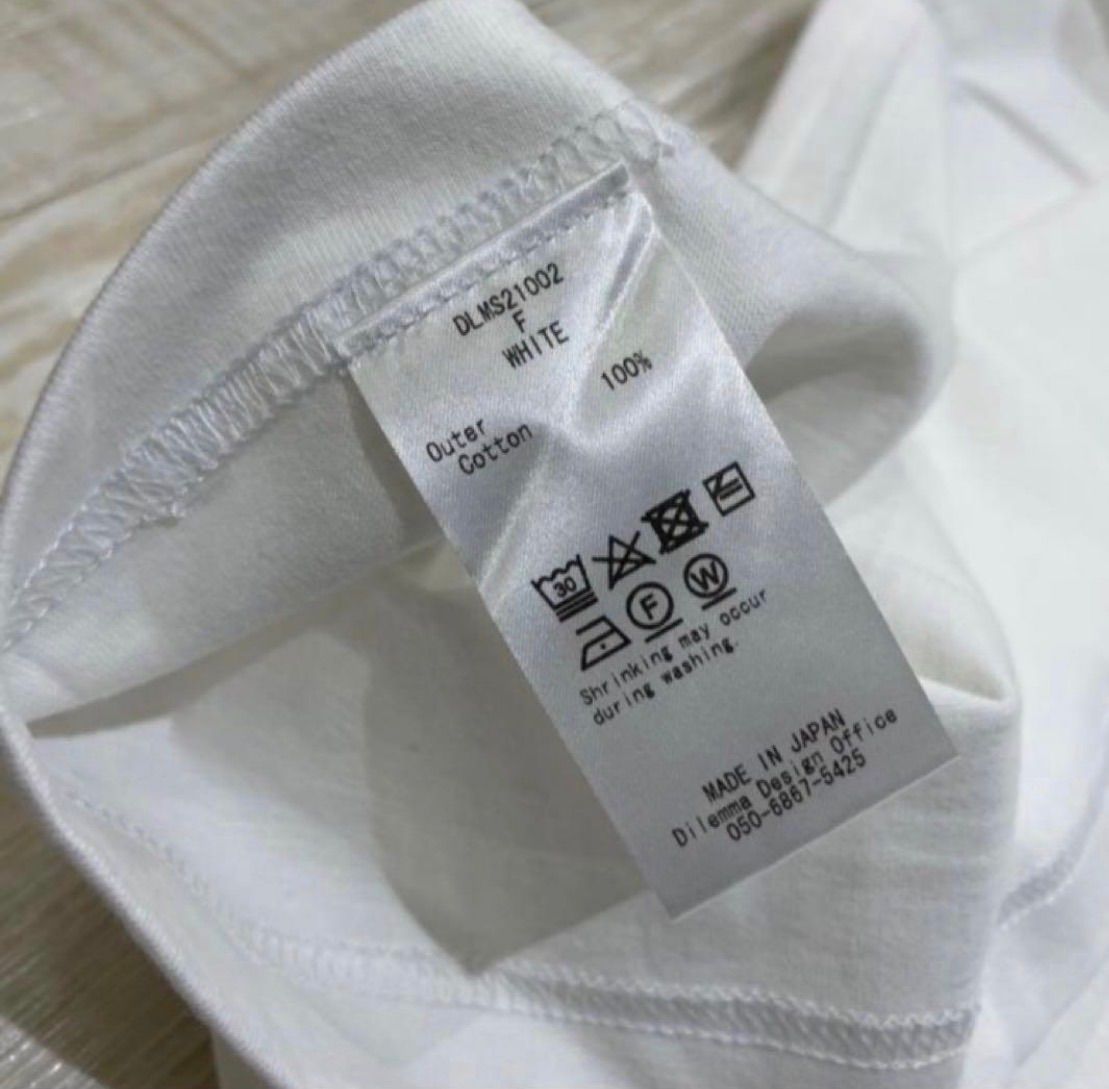 DLMS21002
F
WHITE
100%
Outer
Cotton
30
F
W
Shrinking may occur
during washing.
MADE IN JAPAN
Dilemma Design Office
050-6867-5425